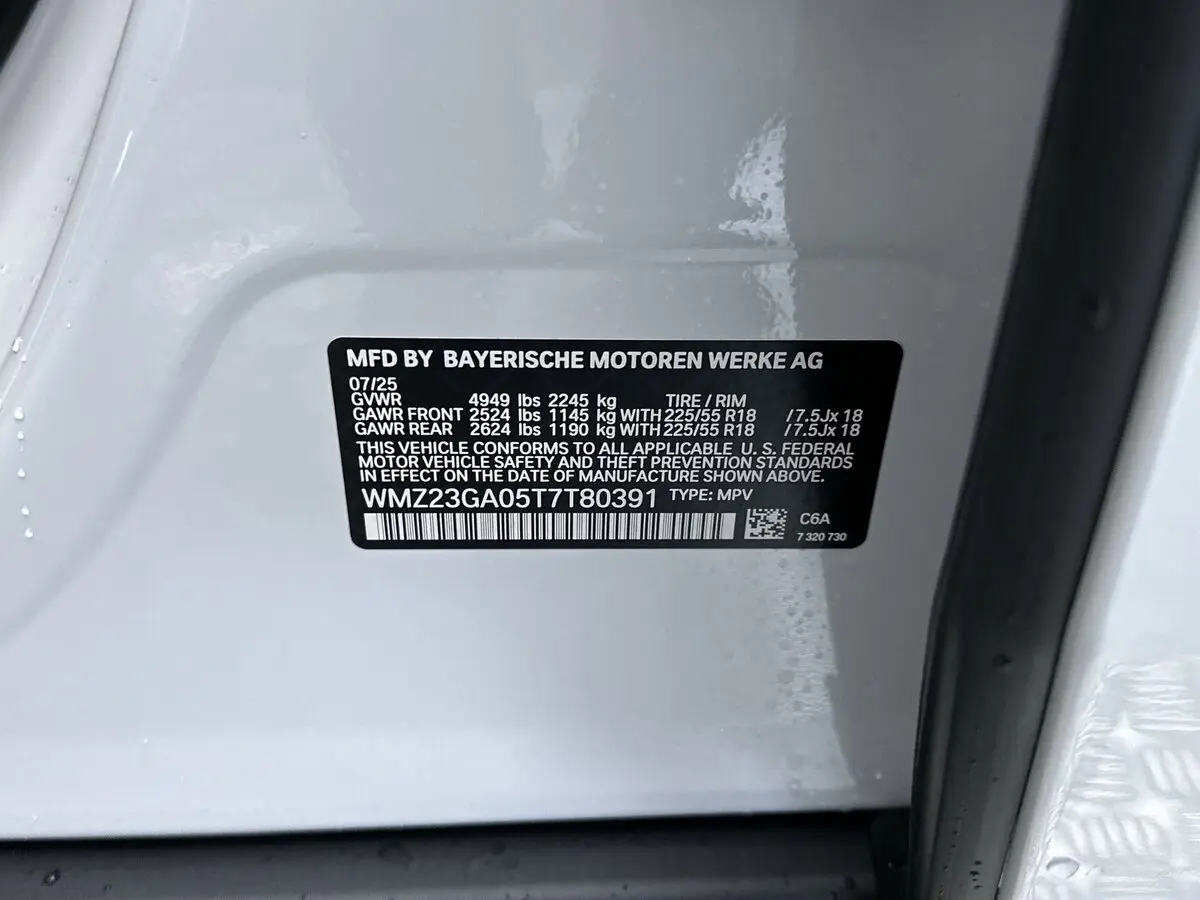 MFD BY BAYERISCHE MOTOREN WERKE AG
07/25
GVWR 4949 lbs 2245 kg TIRE / RIM
GAWR FRONT 2524 lbs 1145 kg WITH 225/55 R18 /7.5Jx 18
GAWR REAR 2624 lbs 1190 kg WITH 225/55 R18 /7.5Jx 18
THIS VEHICLE CONFORMS TO ALL APPLICABLE U. S. FEDERAL
MOTOR VEHICLE SAFETY AND THEFT PREVENTION STANDARDS
IN EFFECT ON THE DATE OF MANUFACTURE SHOWN ABOVE.
WMZ23GA05T7T80391 TYPE: MPV
C6A
7 320 730